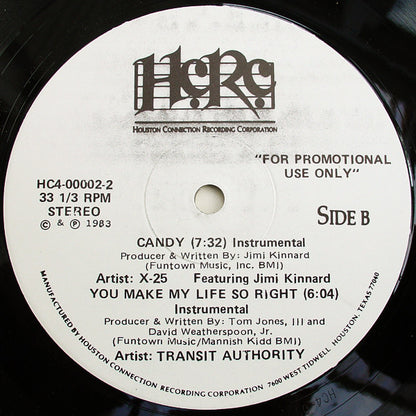 HCRC
HOUSTON CONNECTION RECORDING CORPORATION
"FOR PROMOTIONAL
USE ONLY"
HC4-00002-2
33 1/3 RPM
STEREO
© & ℗ 1983
SIDE B
CANDY (7:32) Instrumental
Producer & Written By: Jimi Kinnard
(Funtown Music, Inc. BMI)
Artist: X-25 Featuring Jimi Kinnard
YOU MAKE MY LIFE SO RIGHT (6:04)
Instrumental
Producer & Written By: Tom Jones, III and
David Weatherspoon, Jr.
(Funtown Music/Mannish Kidd BMI)
Artist: TRANSIT AUTHORITY
MANUFACTURED BY HOUSTON CONNECTION RECORDING CORPORATION 7600 WEST TIDWELL, HOUSTON, TEXAS 77040